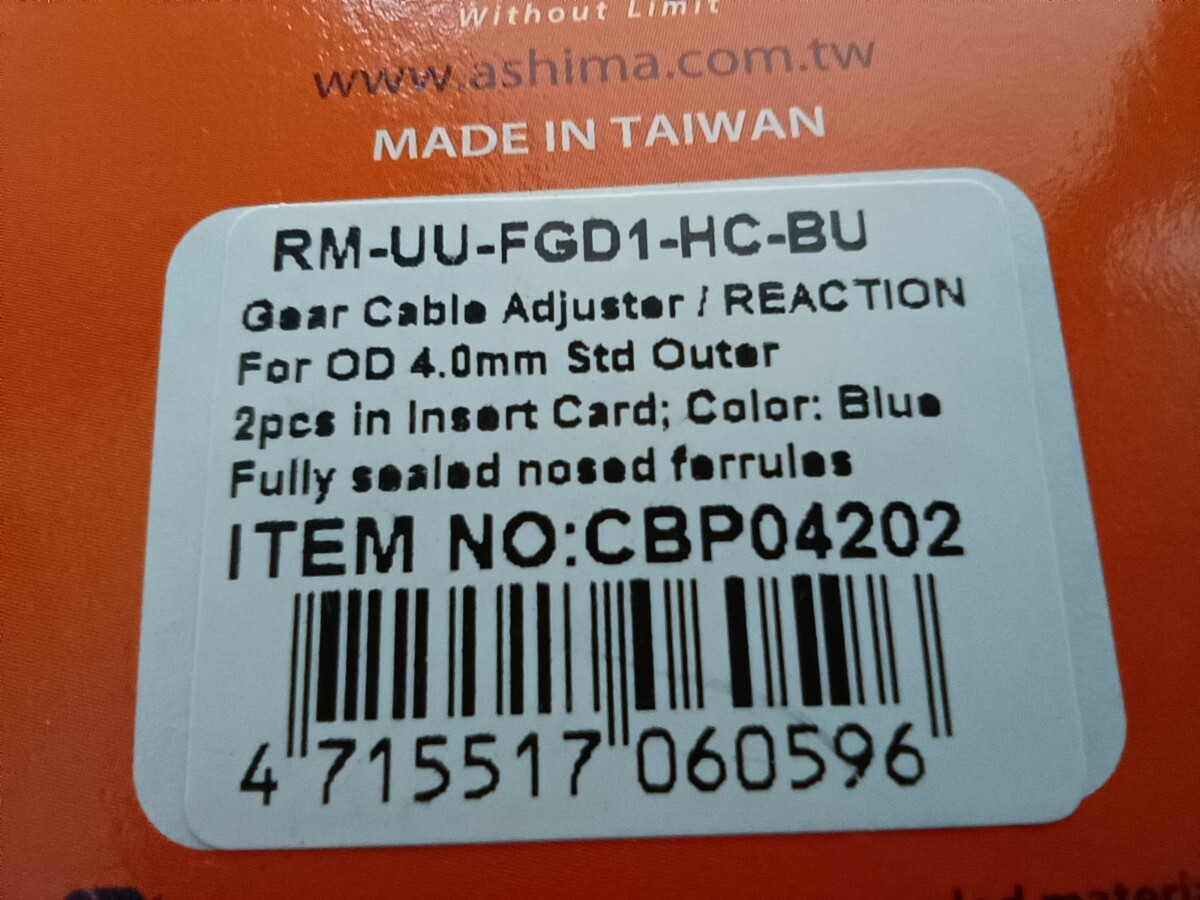 Without Limit
www.ashima.com.tw
MADE IN TAIWAN
RM-UU-FGD1-HC-BU
Gear Cable Adjuster / REACTION
For OD 4.0mm Std Outer
2pcs in Insert Card; Color: Blue
Fully sealed nosed ferrules
ITEM NO:CBP04202
4 715517 060596